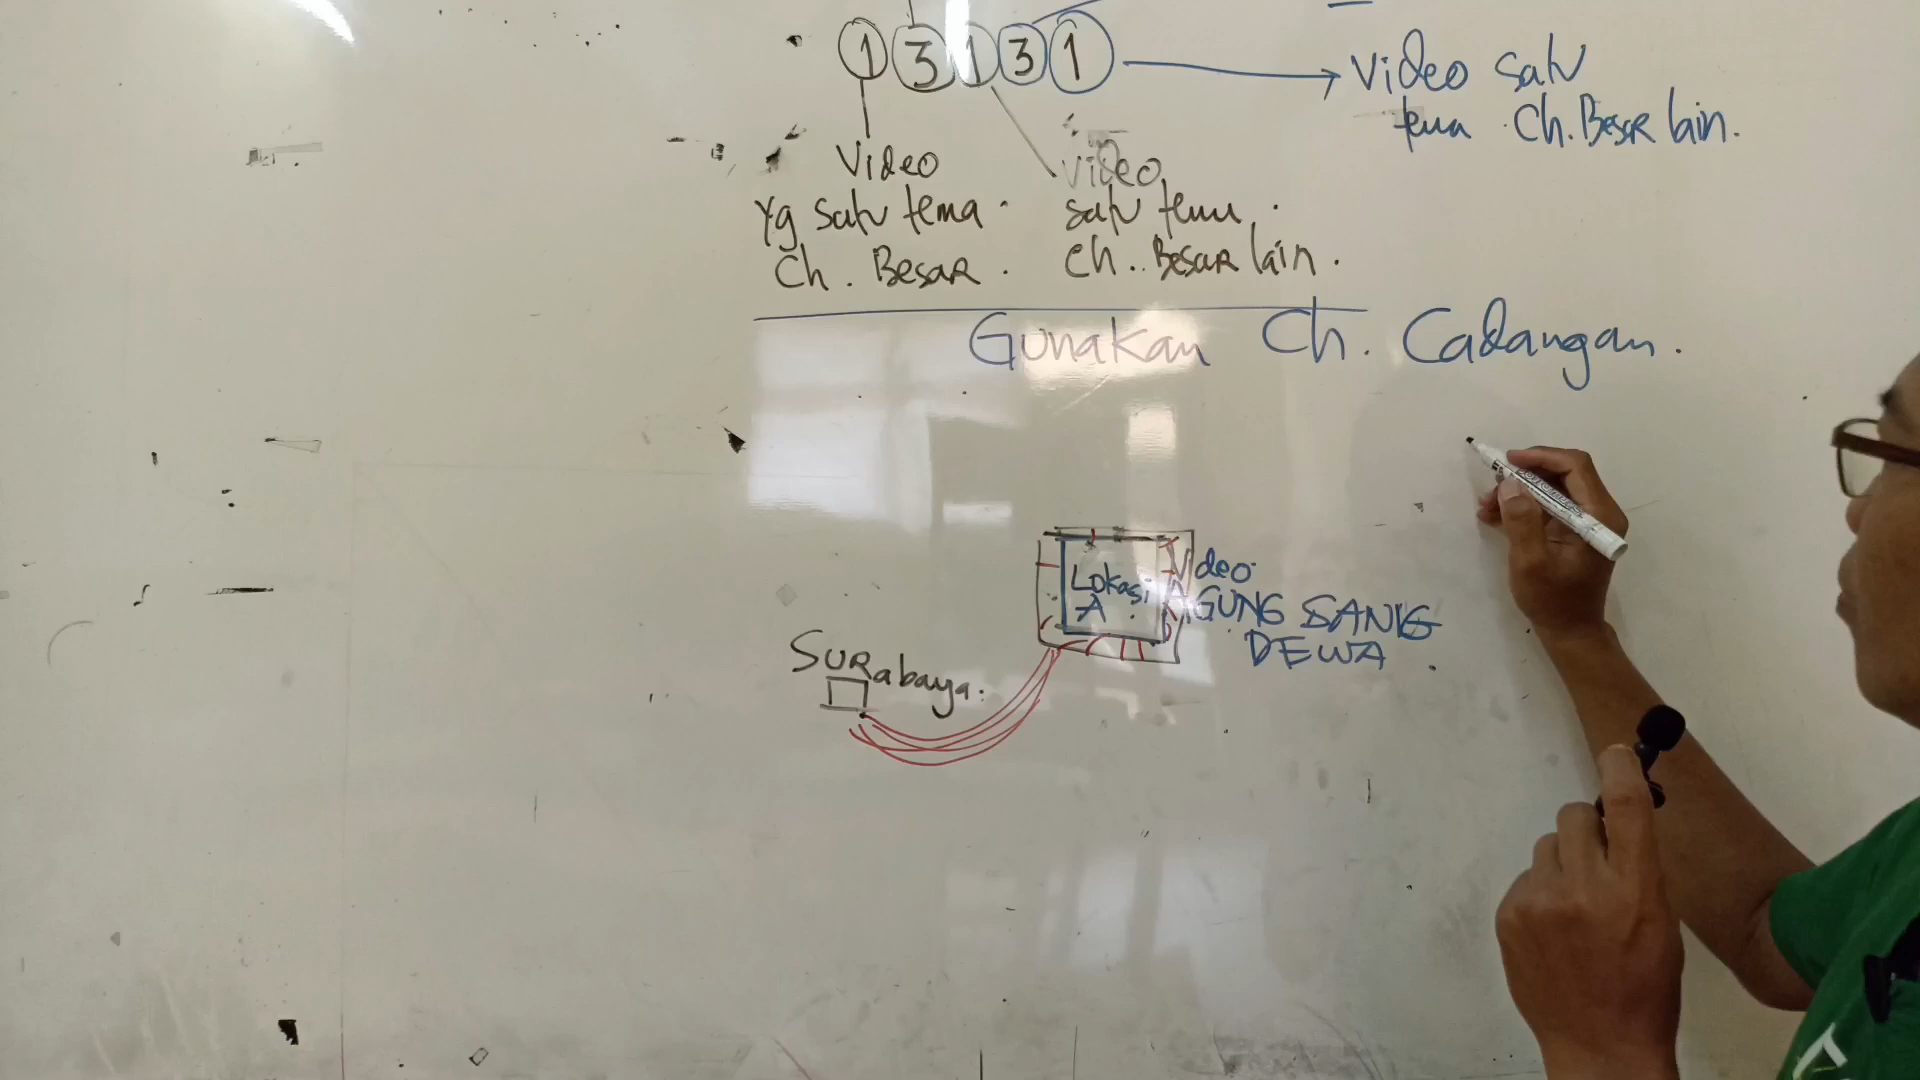 1 3 1 3 1
Video satu
tema Ch. Besar lain.
Video
Yg satu tema
Ch. Besar.
Video
satu tema
Ch. Besar lain.
Gunakan Ch. Cadangan.
Lokasi
A
Video
AGUNG SANG
DEWA
Surabaya.